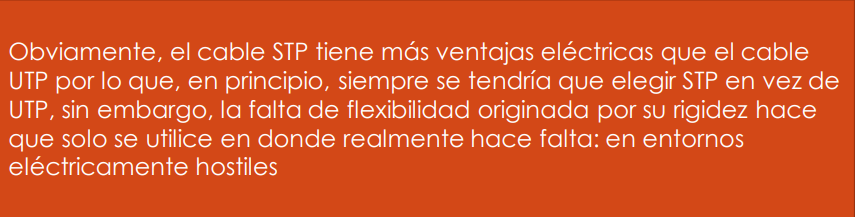 Obviamente, el cable STP tiene más ventajas eléctricas que el cable
UTP por lo que, en principio, siempre se tendría que elegir STP en vez de
UTP, sin embargo, la falta de flexibilidad originada por su rigidez hace
que solo se utilice en donde realmente hace falta: en entornos
eléctricamente hostiles